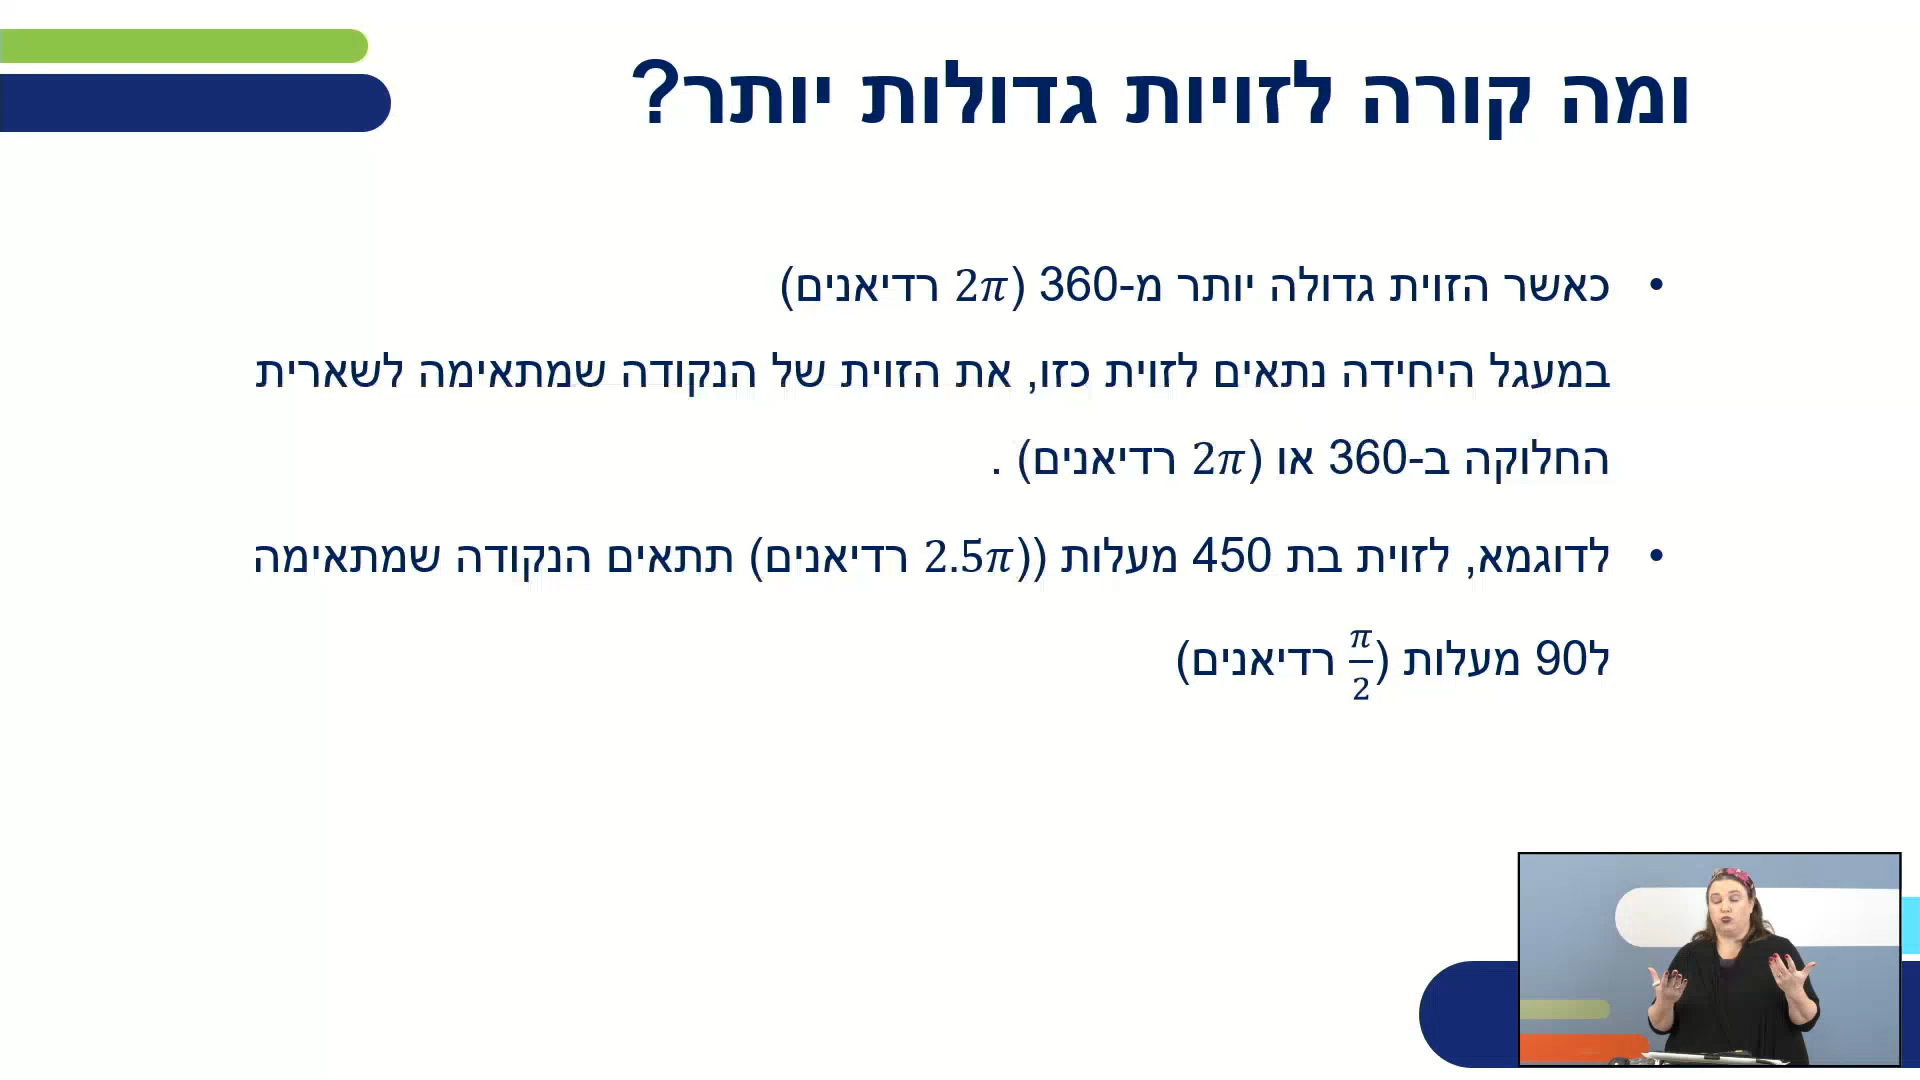 ומה קורה לזויות גדולות יותר?
• כאשר הזוית גדולה יותר מ-360 (2π רדיאנים)
במעגל היחידה נתאים לזוית כזו, את הזוית של הנקודה שמתאימה לשארית
החלוקה ב-360 או (2π רדיאנים) .
• לדוגמא, לזוית בת 450 מעלות ((2.5π רדיאנים) תתאים הנקודה שמתאימה
ל90 מעלות (π/2 רדיאנים)